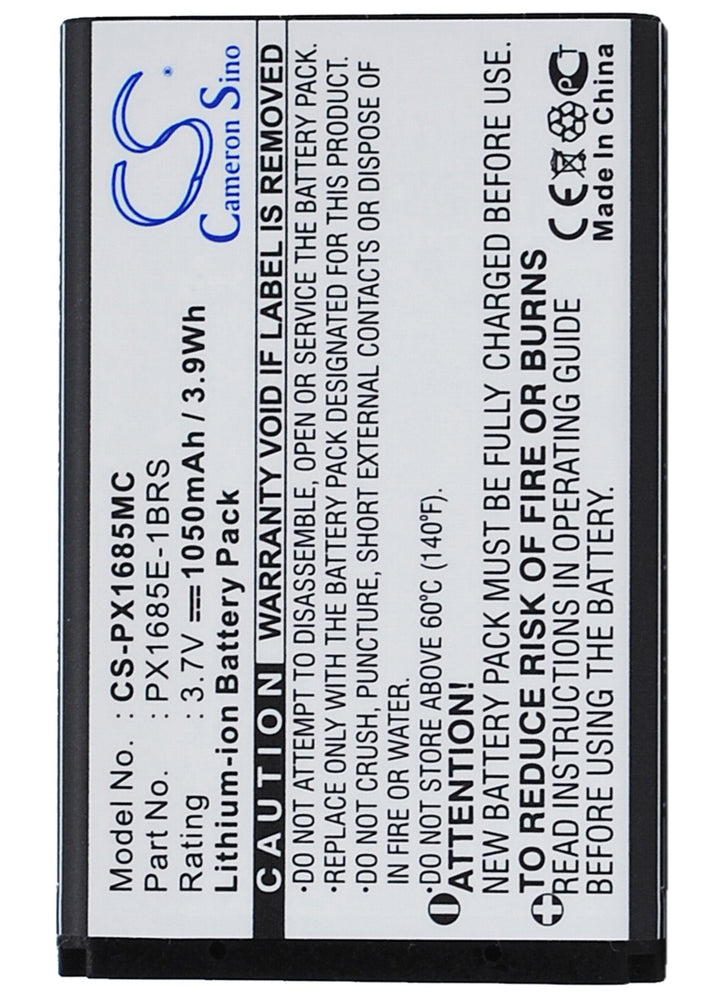 CS
Cameron Sino
Model No. : CS-PX1685MC
Part No. : PX1685E-1BRS
Rating : 3.7V ⎓ 1050mAh / 3.9Wh
Lithium-ion Battery Pack
CAUTION WARRANTY VOID IF LABEL IS REMOVED
·DO NOT ATTEMPT TO DISASSEMBLE, OPEN OR SERVICE THE BATTERY PACK.
·REPLACE ONLY WITH THE BATTERY PACK DESIGNATED FOR THIS PRODUCT.
·DO NOT CRUSH, PUNCTURE, SHORT EXTERNAL CONTACTS OR DISPOSE OF
IN FIRE OR WATER.
·DO NOT STORE ABOVE 60°C (140°F).
ATTENTION!
NEW BATTERY PACK MUST BE FULLY CHARGED BEFORE USE.
TO REDUCE RISK OF FIRE OR BURNS
READ INSTRUCTIONS IN OPERATING GUIDE
BEFORE USING THE BATTERY.
CE PCT
Made In China